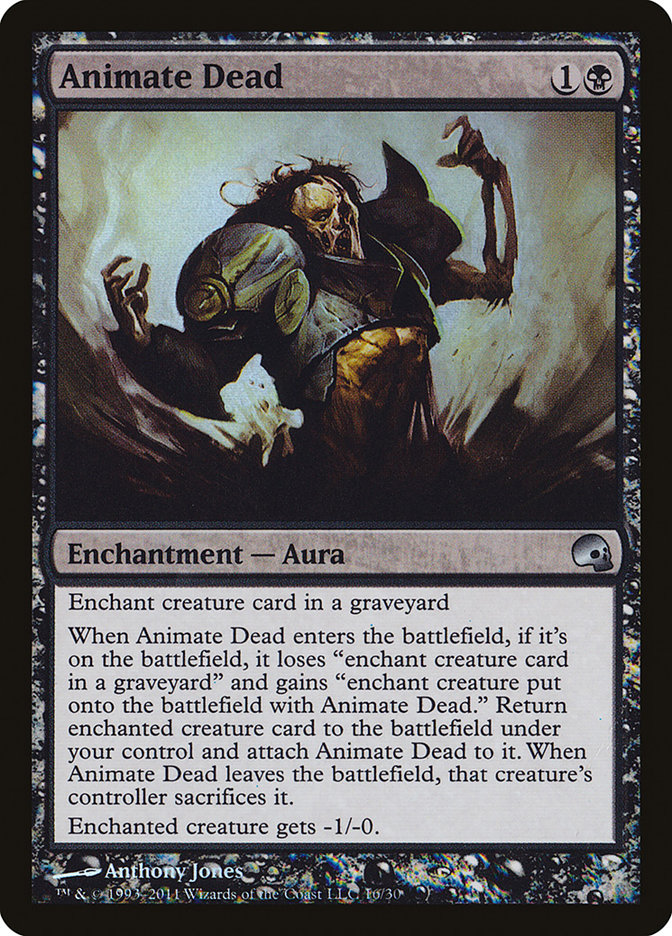 Animate Dead 1
Enchantment — Aura
Enchant creature card in a graveyard
When Animate Dead enters the battlefield, if it's
on the battlefield, it loses “enchant creature card
in a graveyard” and gains “enchant creature put
onto the battlefield with Animate Dead.” Return
enchanted creature card to the battlefield under
your control and attach Animate Dead to it. When
Animate Dead leaves the battlefield, that creature's
controller sacrifices it.
Enchanted creature gets -1/-0.
Anthony Jones
™ & © 1993–2011 Wizards of the Coast LLC 16/30